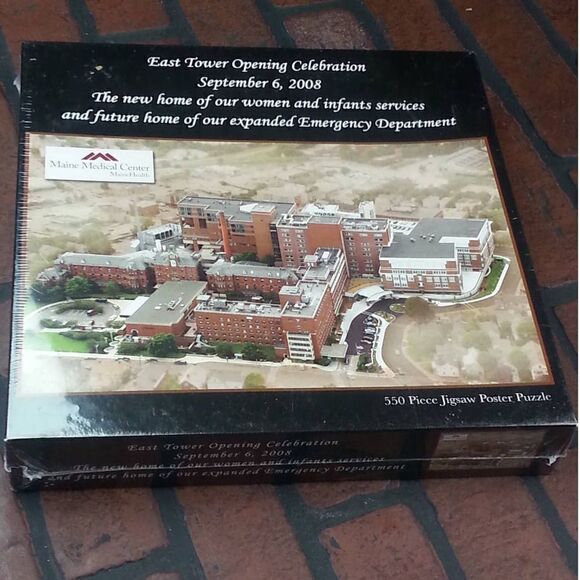 East Tower Opening Celebration
September 6, 2008
The new home of our women and infants services
and future home of our expanded Emergency Department
Maine Medical Center
MaineHealth
550 Piece Jigsaw Poster Puzzle
East Tower Opening Celebration
September 6, 2008
The new home of our women and infants services
and future home of our expanded Emergency Department